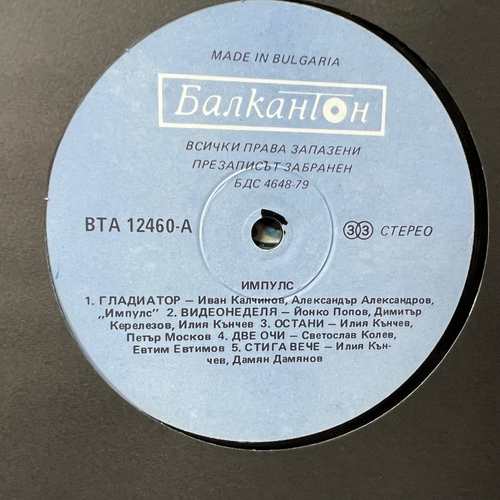 MADE IN BULGARIA
Балкантон
ВСИЧКИ ПРАВА ЗАПАЗЕНИ
ПРЕЗАПИСЪТ ЗАБРАНЕН
БДС 4648-79
ВТА 12460-А
33 СТЕРЕО
ИМПУЛС
1. ГЛАДИАТОР – Иван Калчинов, Александър Александров,
„Импулс" 2. ВИДЕОНЕДЕЛЯ – Йонко Попов, Димитър
Керелезов, Илия Кънчев 3. ОСТАНИ – Илия Кънчев,
Петър Москов 4. ДВЕ ОЧИ – Светослав Колев,
Евтим Евтимов 5. СТИГА ВЕЧЕ – Илия Кън-
чев, Дамян Дамянов